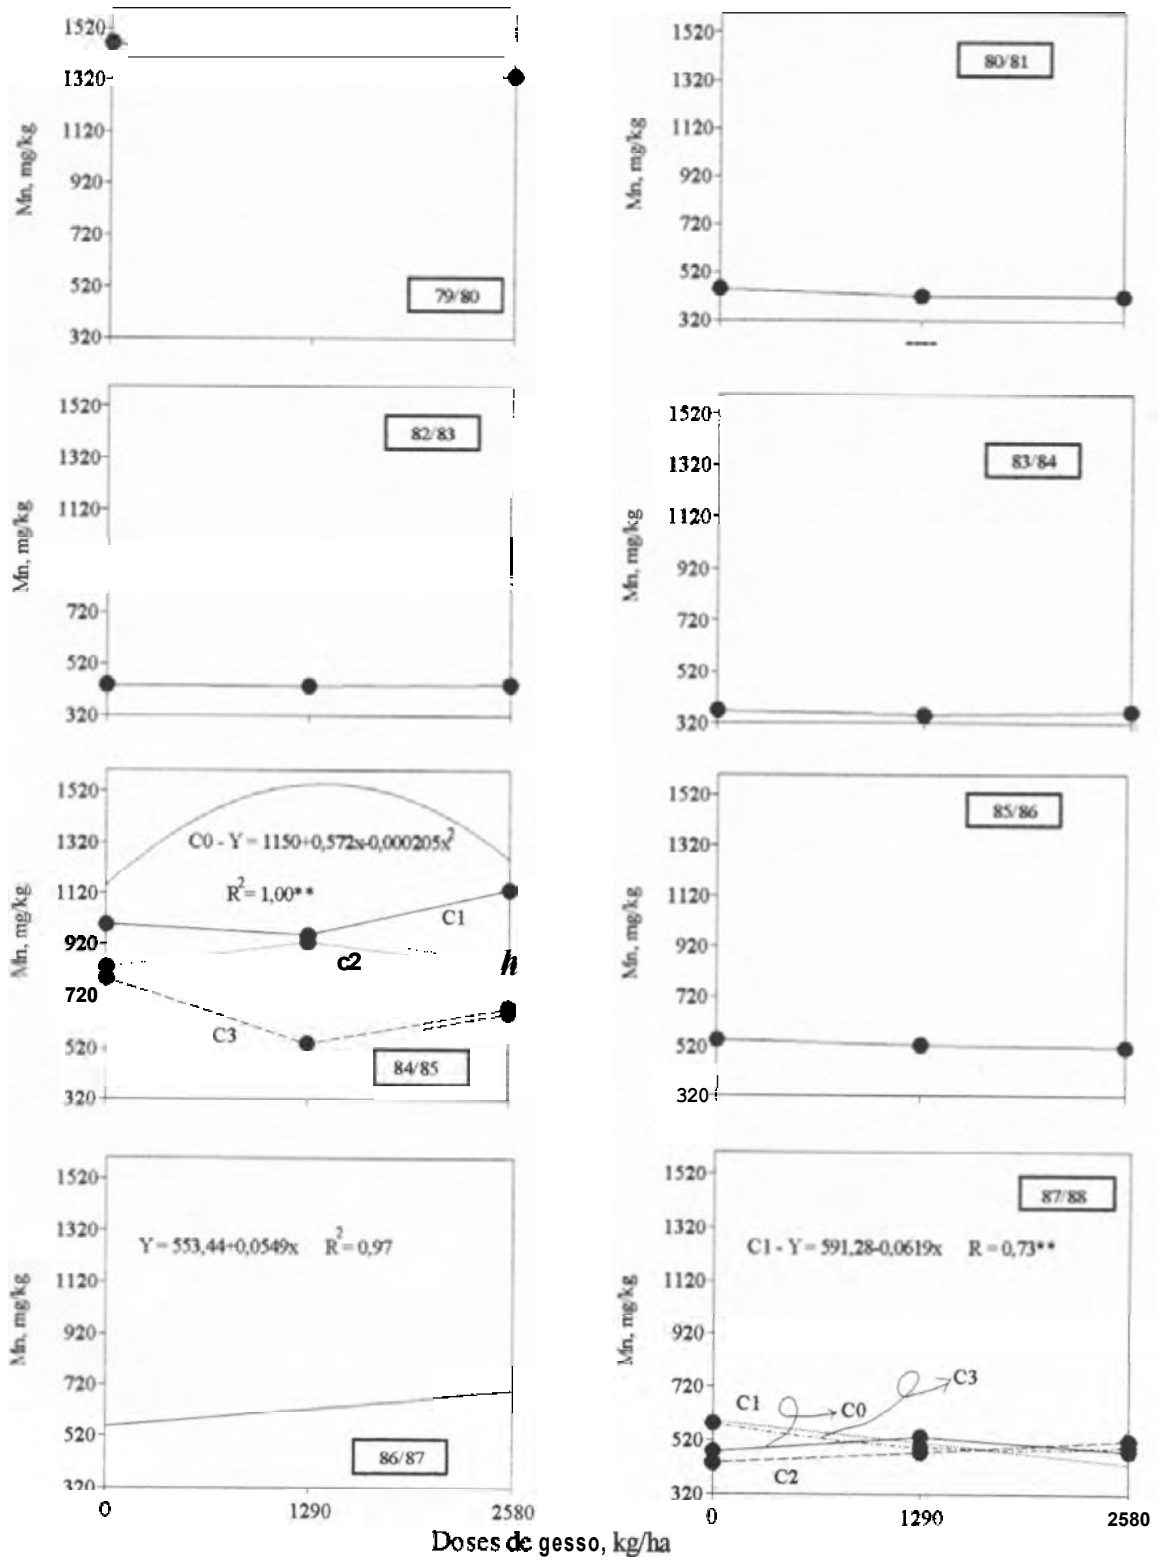 1520
1320
1120
920
720
520
320
Mn, mg/kg
79/80
1520
1320
1120
920
720
520
320
Mn, mg/kg
80/81
1520
1320
1120
720
520
320
Mn, mg/kg
82/83
1520
1320
1120
920
720
520
320
Mn, mg/kg
83/84
1520
1320
1120
920
720
520
320
Mn, mg/kg
C0 - Y = 1150+0,572x-0,000205x²
R²= 1,00**
C1
c2
h
C3
84/85
1520
1320
1120
920
720
520
320
Mn, mg/kg
85/86
1520
1320
1120
920
720
520
320
Mn, mg/kg
Y = 553,44+0,0549x R²= 0,97
86/87
0 1290 2580
1520
1320
1120
920
720
520
320
Mn, mg/kg
87/88
C1 - Y = 591,28-0,0619x R = 0,73**
C3
C1
C0
C2
0 1290 2580
Doses de gesso, kg/ha